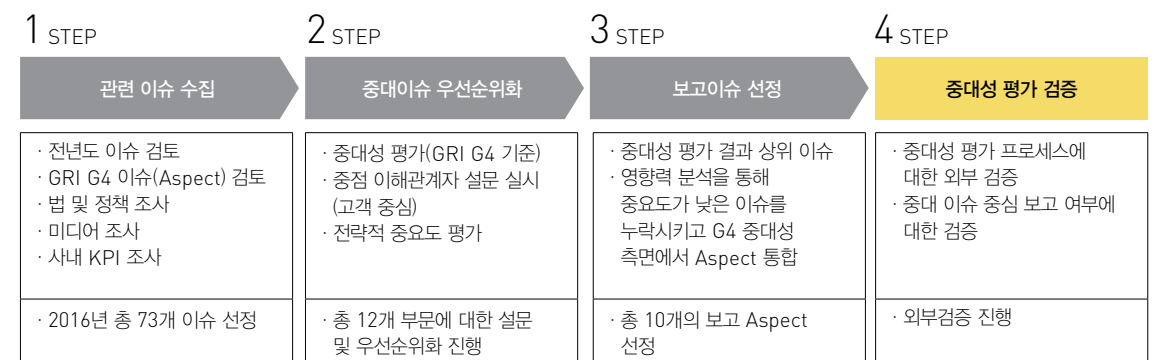 1 STEP
관련 이슈 수집
· 전년도 이슈 검토
· GRI G4 이슈(Aspect) 검토
· 법 및 정책 조사
· 미디어 조사
· 사내 KPI 조사
· 2016년 총 73개 이슈 선정
2 STEP
중대이슈 우선순위화
· 중대성 평가(GRI G4 기준)
· 중점 이해관계자 설문 실시
(고객 중심)
· 전략적 중요도 평가
· 총 12개 부문에 대한 설문
및 우선순위화 진행
3 STEP
보고이슈 선정
· 중대성 평가 결과 상위 이슈
· 영향력 분석을 통해
중요도가 낮은 이슈를
누락시키고 G4 중대성
측면에서 Aspect 통합
· 총 10개의 보고 Aspect
선정
4 STEP
중대성 평가 검증
· 중대성 평가 프로세스에
대한 외부 검증
· 중대 이슈 중심 보고 여부에
대한 검증
· 외부검증 진행